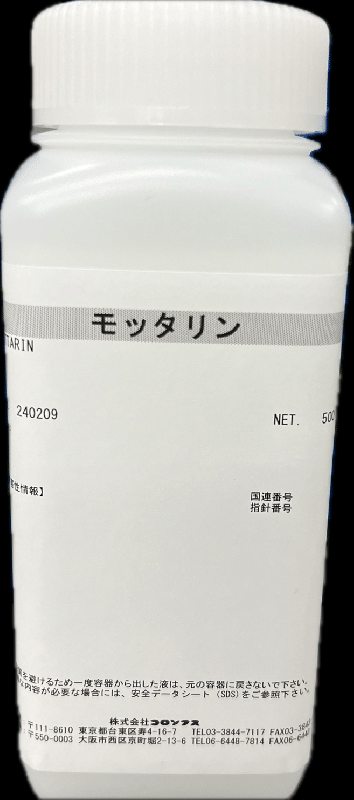 モッタリン
TARIN
240209
NET. 500
性情報】
国連番号
指針番号
を避けるため一度容器から出した液は、元の容器に戻さないで下さい。
内容が必要な場合には、安全データシート (SDS)をご参照下さい。
株式会社コロンブス
〒111-8610 東京都台東区寿4-16-7 TEL03-3844-7117 FAX03-384
〒550-0003 大阪市西区京町堀2-13-6 TEL06-6448-7814 FAX06-644